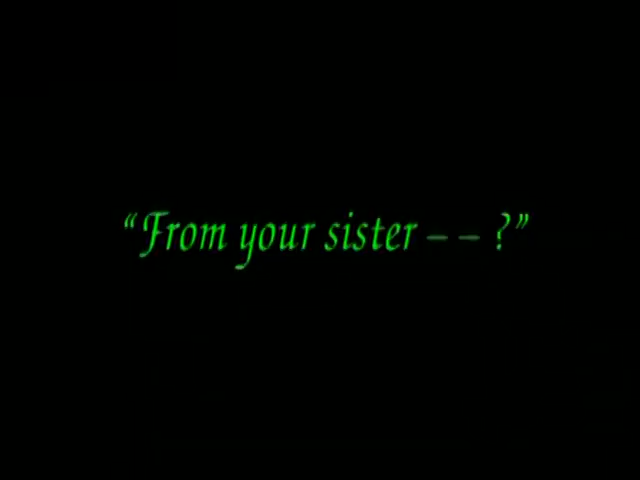 “From your sister – – ?”